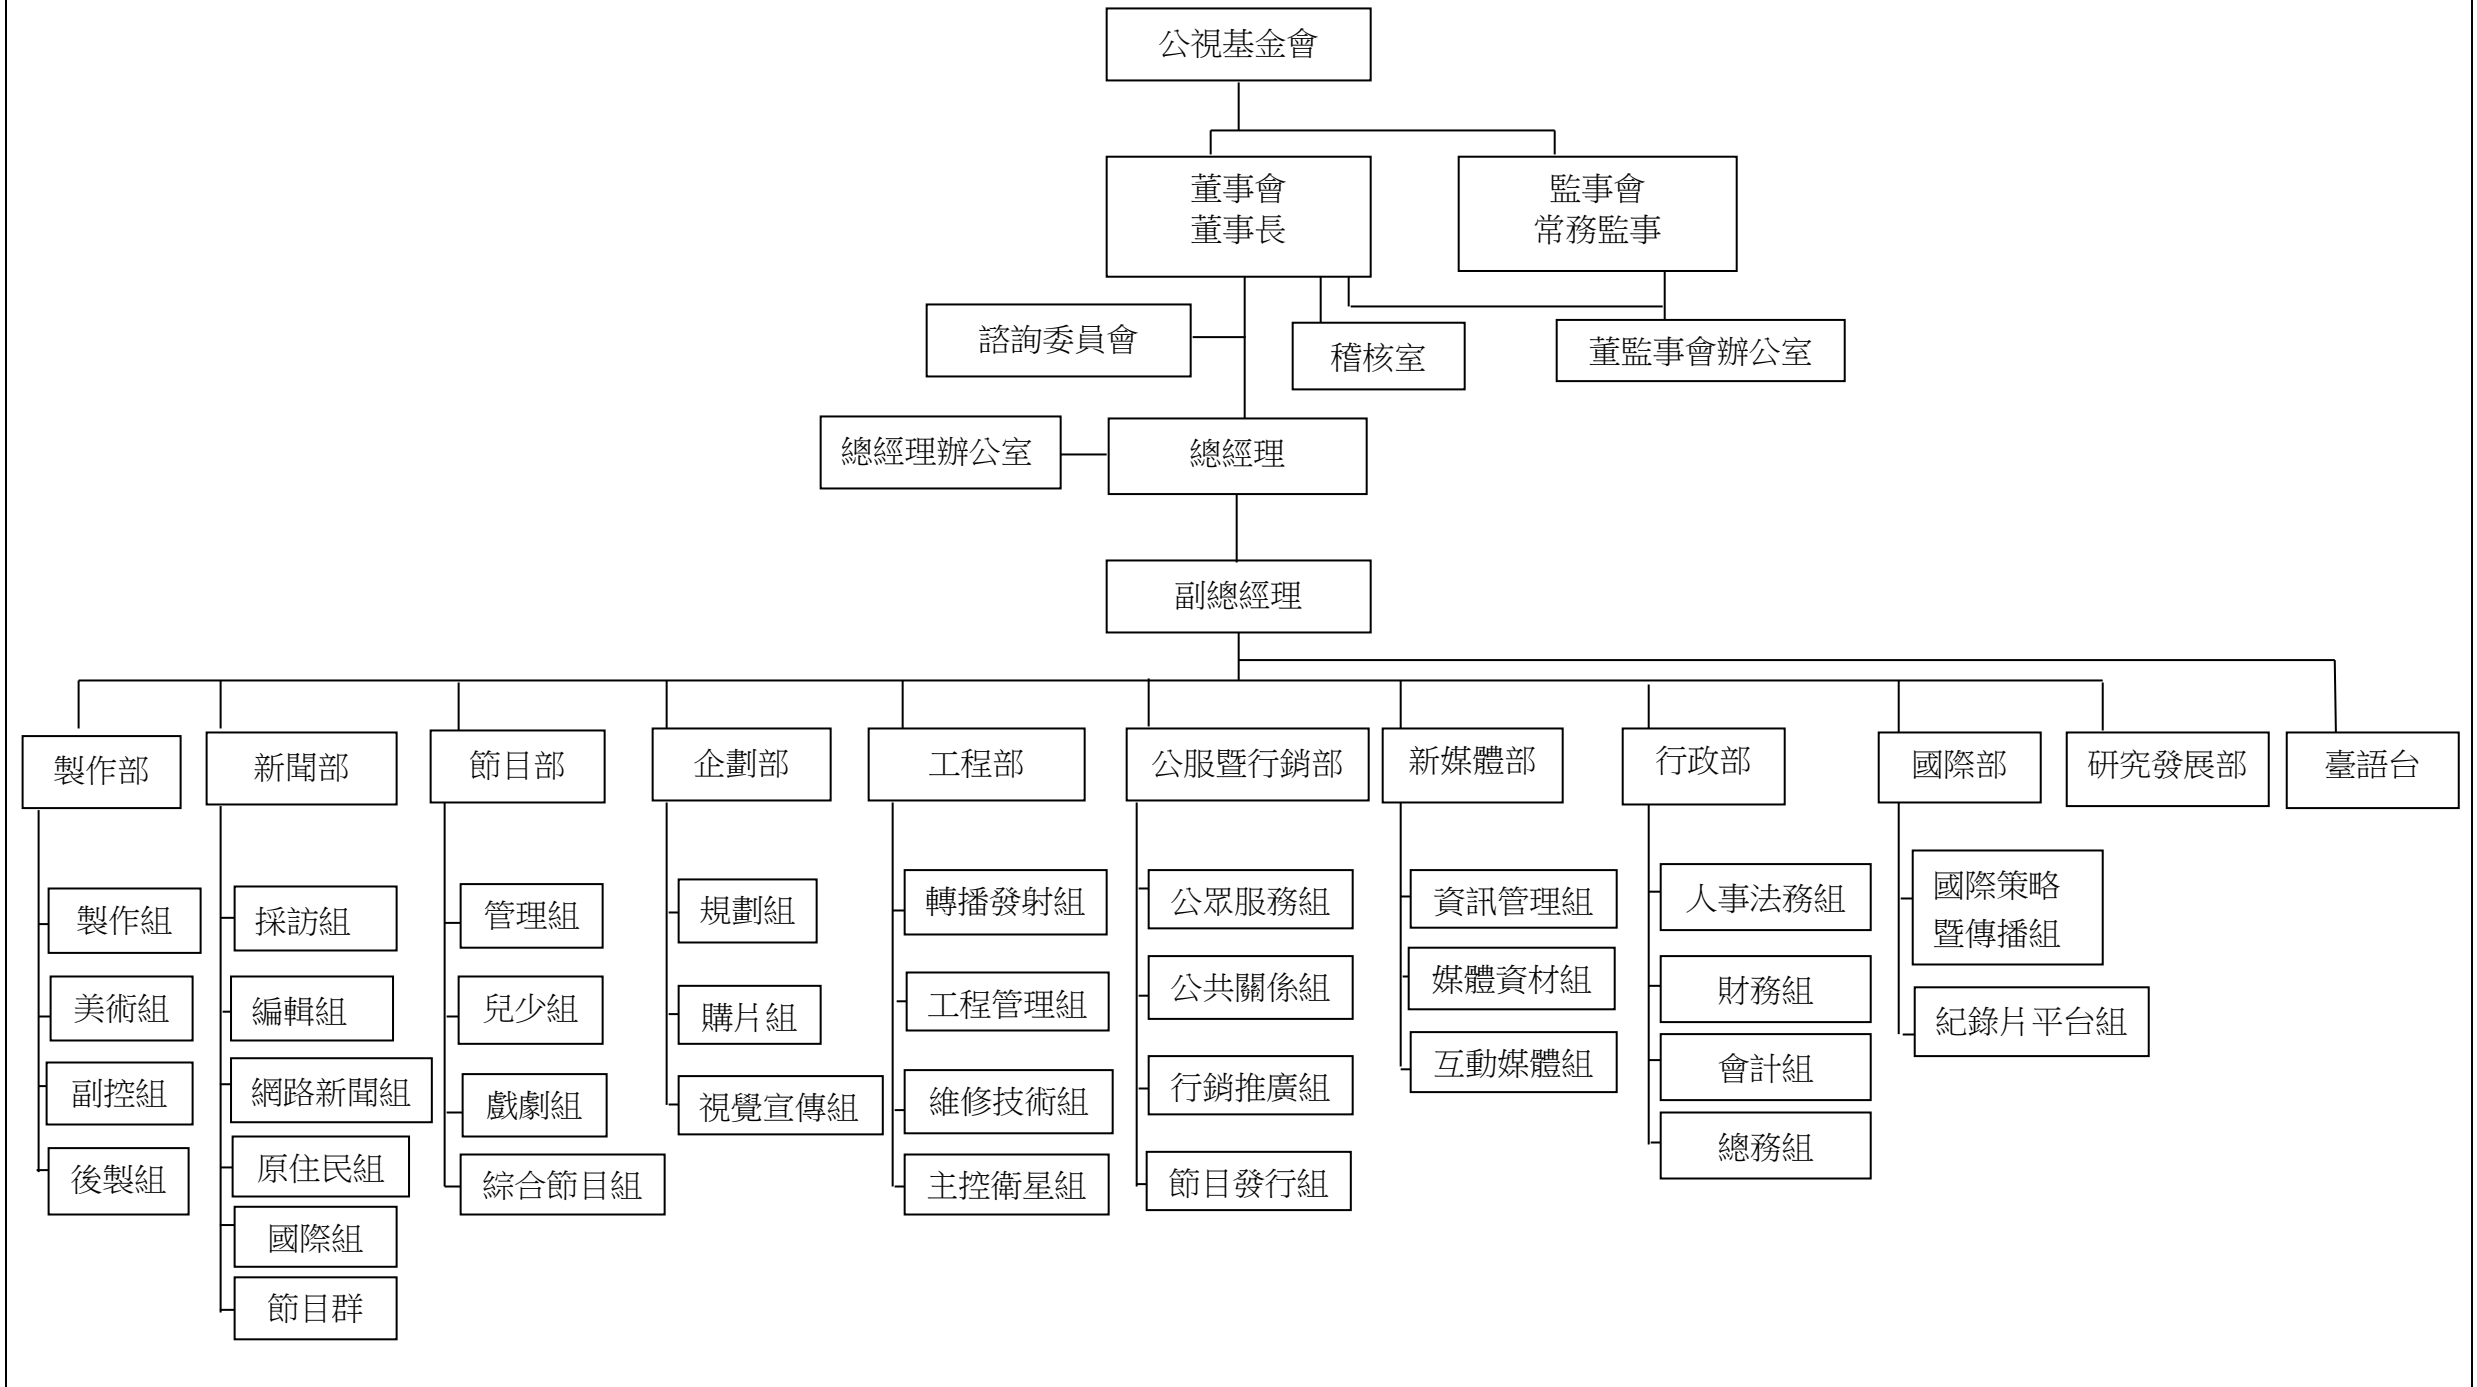 公視基金會
董事會
董事長
監事會
常務監事
諮詢委員會
稽核室
董監事會辦公室
總經理辦公室
總經理
副總經理
製作部
新聞部
節目部
企劃部
工程部
公服暨行銷部
新媒體部
行政部
國際部
研究發展部
臺語台
製作組
美術組
副控組
後製組
採訪組
編輯組
網路新聞組
原住民組
國際組
節目群
管理組
兒少組
戲劇組
綜合節目組
規劃組
購片組
視覺宣傳組
轉播發射組
工程管理組
維修技術組
主控衛星組
公眾服務組
公共關係組
行銷推廣組
節目發行組
資訊管理組
媒體資材組
互動媒體組
人事法務組
財務組
會計組
總務組
國際策略
暨傳播組
紀錄片平台組